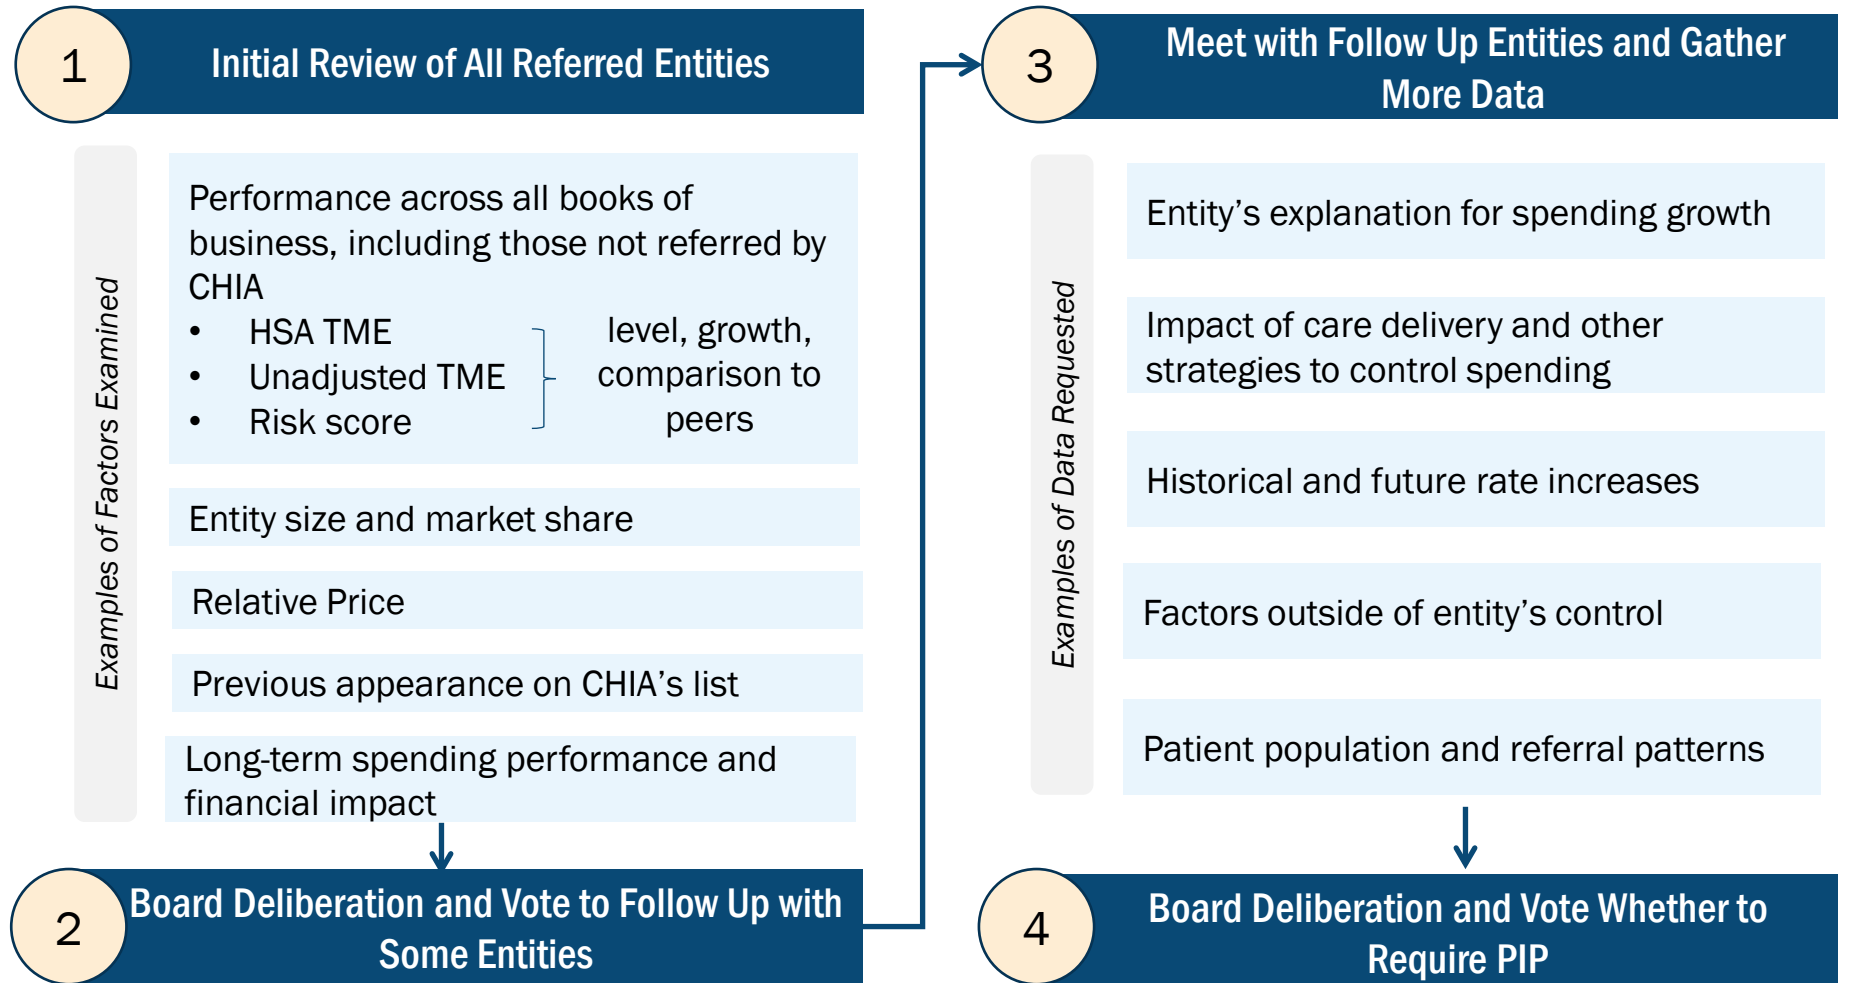 1
Initial Review of All Referred Entities
Examples of Factors Examined
Performance across all books of
business, including those not referred by
CHIA
• HSA TME
• Unadjusted TME
• Risk score
level, growth,
comparison to
peers
Entity size and market share
Relative Price
Previous appearance on CHIA’s list
Long-term spending performance and
financial impact
2
Board Deliberation and Vote to Follow Up with
Some Entities
3
Meet with Follow Up Entities and Gather
More Data
Examples of Data Requested
Entity’s explanation for spending growth
Impact of care delivery and other
strategies to control spending
Historical and future rate increases
Factors outside of entity’s control
Patient population and referral patterns
4
Board Deliberation and Vote Whether to
Require PIP